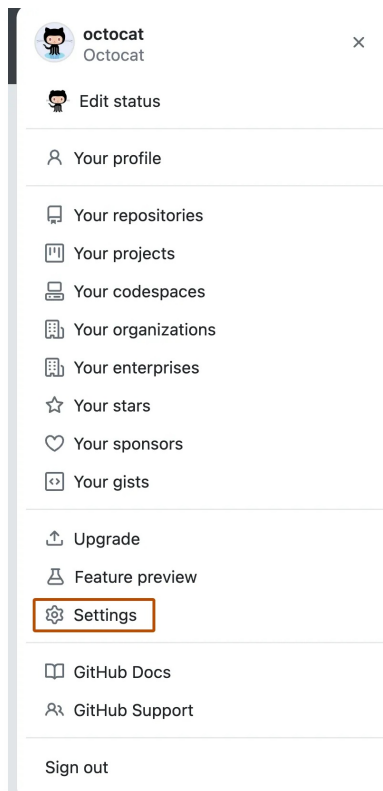 octocat
Octocat
Edit status
Your profile
Your repositories
Your projects
Your codespaces
Your organizations
Your enterprises
Your stars
Your sponsors
Your gists
Upgrade
Feature preview
Settings
GitHub Docs
GitHub Support
Sign out